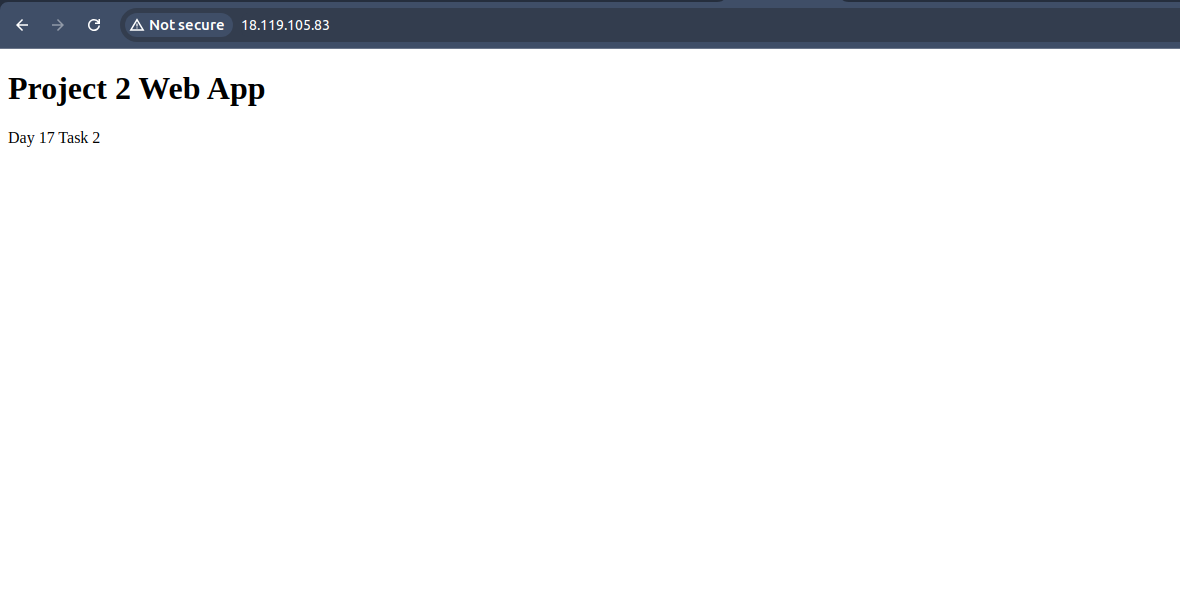 Not secure 18.119.105.83
Project 2 Web App
Day 17 Task 2